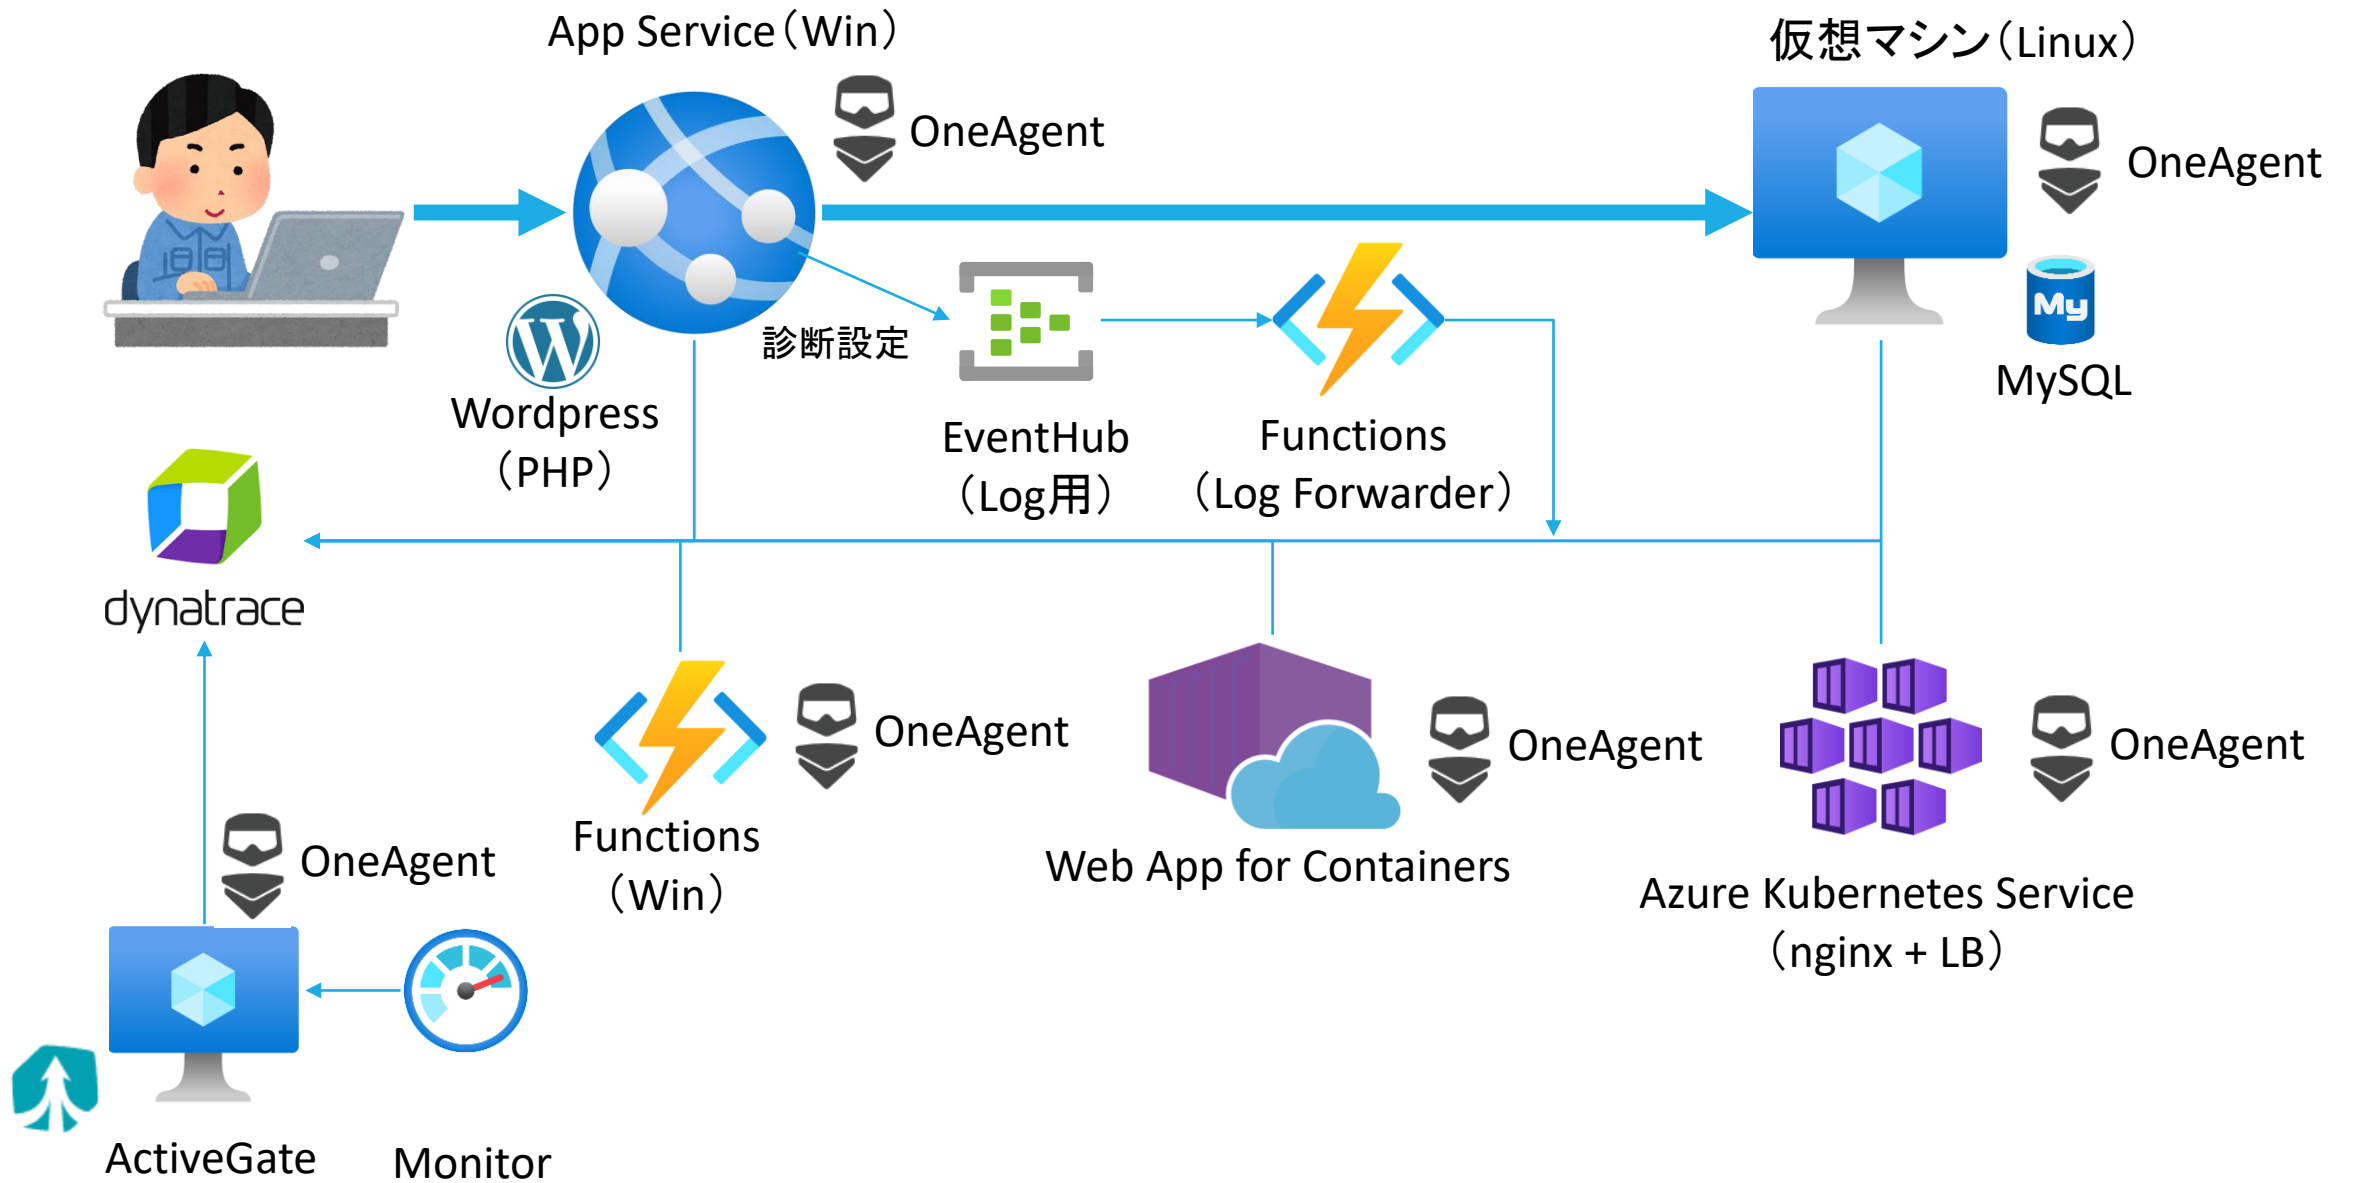 App Service（Win）
仮想マシン（Linux）
OneAgent
OneAgent
My
診断設定
MySQL
Wordpress
（PHP）
EventHub
（Log用）
Functions
（Log Forwarder）
dynatrace
OneAgent
OneAgent
OneAgent
Functions
（Win）
Web App for Containers
Azure Kubernetes Service
（nginx + LB）
OneAgent
ActiveGate
Monitor